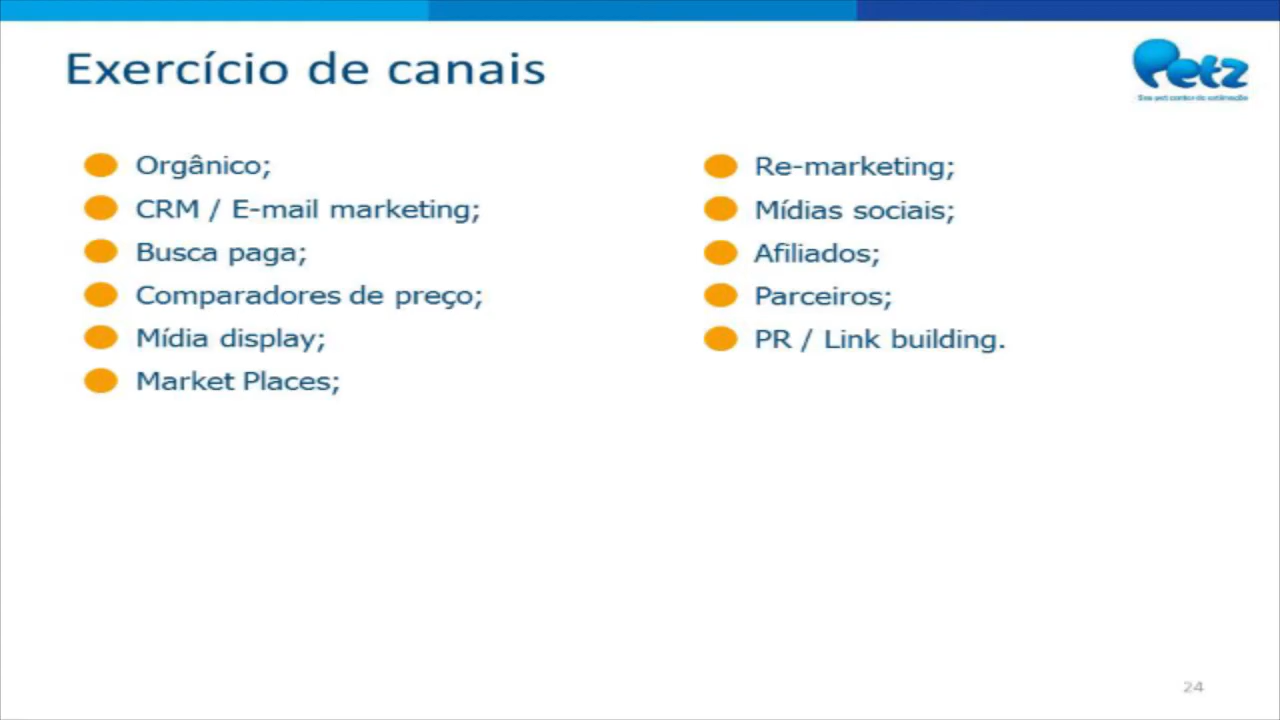 Exercício de canais
Petz
Orgânico;
CRM / E-mail marketing;
Busca paga;
Comparadores de preço;
Mídia display;
Market Places;
Re-marketing;
Mídias sociais;
Afiliados;
Parceiros;
PR / Link building.
24